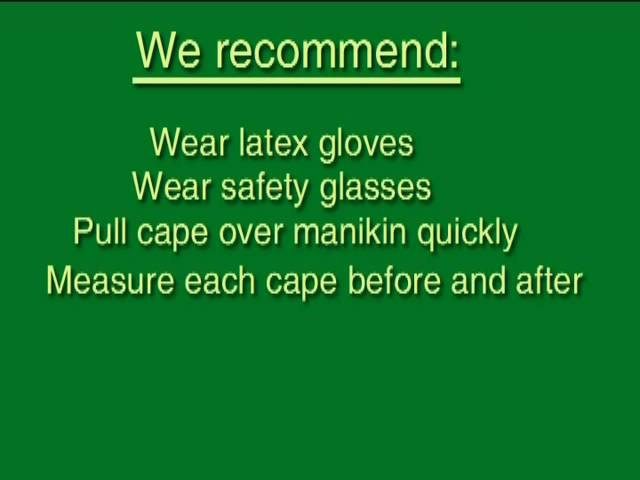 We recommend:
Wear latex gloves
Wear safety glasses
Pull cape over manikin quickly
Measure each cape before and after